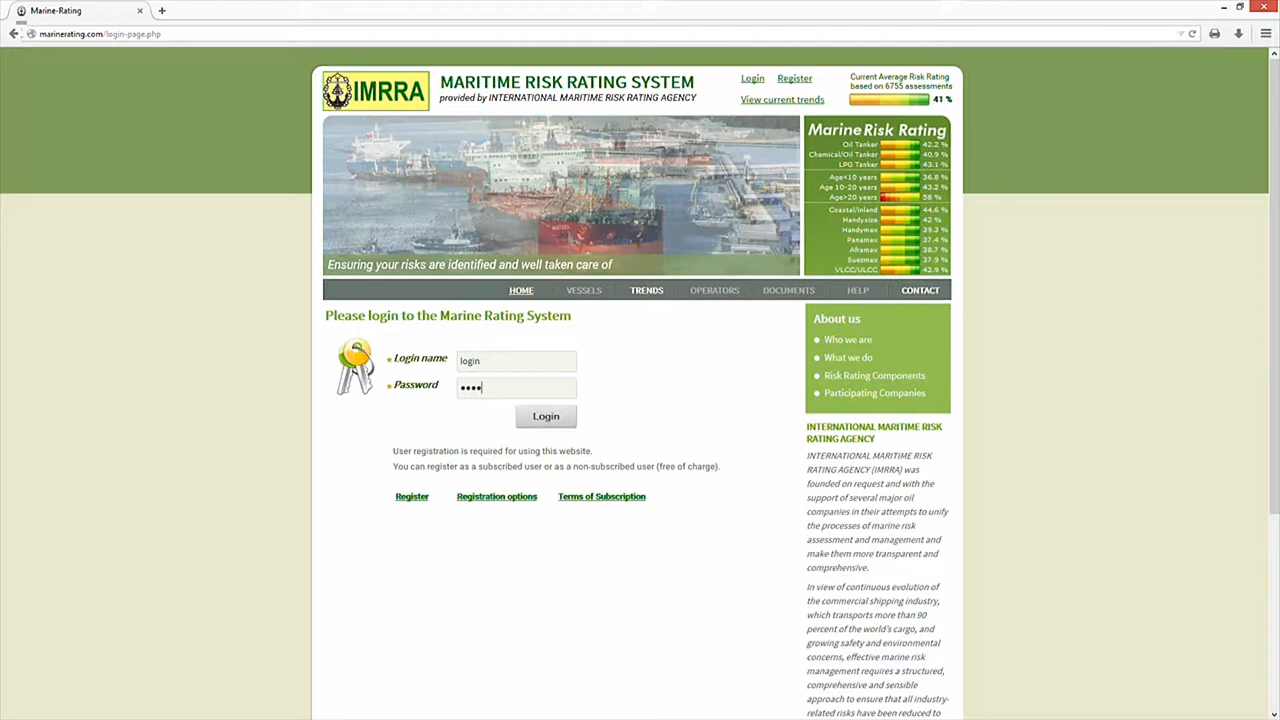 Marine-Rating
marinerating.com/login-page.php
IMRRA
MARITIME RISK RATING SYSTEM
provided by INTERNATIONAL MARITIME RISK RATING AGENCY
Login Register
View current trends
Current Average Risk Rating
based on 6755 assessments
41 %
Ensuring your risks are identified and well taken care of
Marine Risk Rating
Oil Tanker 42.2 %
Chemical/Oil Tanker 40.9 %
LPG Tanker 43.1 %
Age<10 years 36.8 %
Age 10-20 years 43.2 %
Age>20 years 58 %
Coastal/inland 44.6 %
Handysize 42 %
Handymax 39.3 %
Panamax 37.4 %
Aframax 38.7 %
Suezmax 37.9 %
VLCC/ULCC 42.9 %
HOME VESSELS TRENDS OPERATORS DOCUMENTS HELP CONTACT
Please login to the Marine Rating System
Login name login
Password ••••
Login
User registration is required for using this website.
You can register as a subscribed user or as a non-subscribed user (free of charge).
Register Registration options Terms of Subscription
About us
Who we are
What we do
Risk Rating Components
Participating Companies
INTERNATIONAL MARITIME RISK
RATING AGENCY
INTERNATIONAL MARITIME RISK
RATING AGENCY (IMRRA) was
founded on request and with the
support of several major oil
companies in their attempts to unify
the processes of marine risk
assessment and management and
make them more transparent and
comprehensive.
In view of continuous evolution of
the commercial shipping industry,
which transports more than 90
percent of the world's cargo, and
growing safety and environmental
concerns, effective marine risk
management requires a structured,
comprehensive and sensible
approach to ensure that all industry-
related risks have been reduced to